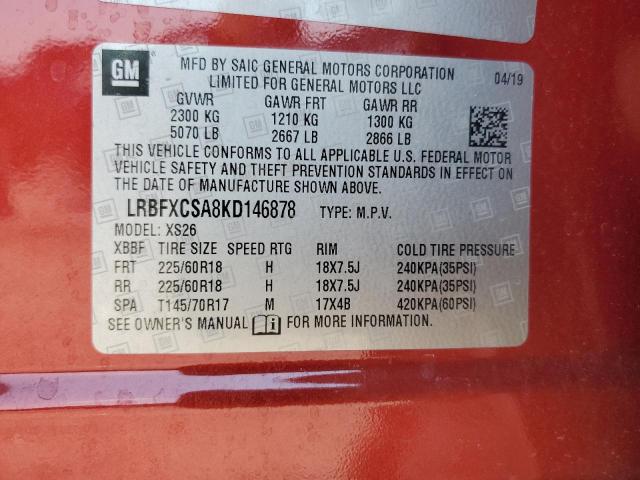 GM
MFD BY SAIC GENERAL MOTORS CORPORATION 04/19
LIMITED FOR GENERAL MOTORS LLC
GVWR GAWR FRT GAWR RR
2300 KG 1210 KG 1300 KG
5070 LB 2667 LB 2866 LB
THIS VEHICLE CONFORMS TO ALL APPLICABLE U.S. FEDERAL MOTOR
VEHICLE SAFETY AND THEFT PREVENTION STANDARDS IN EFFECT ON
THE DATE OF MANUFACTURE SHOWN ABOVE.
LRBFXCSA8KD146878 TYPE: M.P.V.
MODEL: XS26
XBBF TIRE SIZE SPEED RTG RIM COLD TIRE PRESSURE
FRT 225/60R18 H 18X7.5J 240KPA(35PSI)
RR 225/60R18 H 18X7.5J 240KPA(35PSI)
SPA T145/70R17 M 17X4B 420KPA(60PSI)
SEE OWNER'S MANUAL FOR MORE INFORMATION.